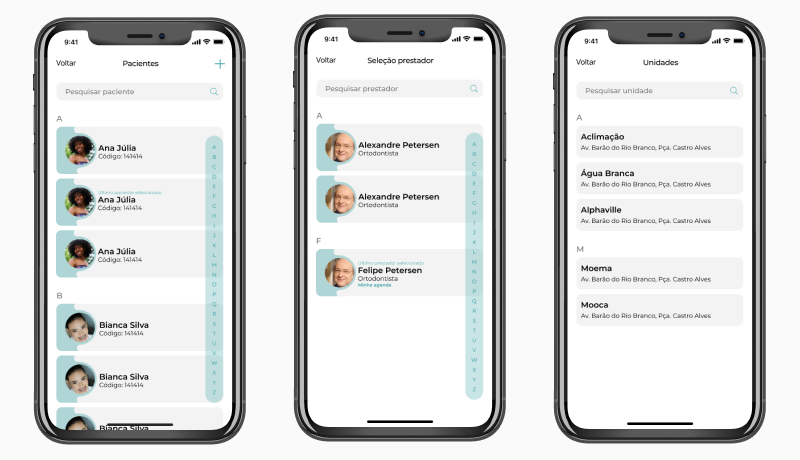 9:41
Voltar
Pacientes
Pesquisar paciente
A
Ana Júlia
Código: 141414
Último paciente selecionado
Ana Júlia
Código: 141414
Ana Júlia
Código: 141414
B
Bianca Silva
Código: 141414
Bianca Silva
Código: 141414
Bianca Silva
A
B
C
D
E
F
G
H
I
J
K
L
M
N
O
P
Q
R
S
T
U
V
W
X
Y
Z
9:41
Voltar
Seleção prestador
Pesquisar prestador
A
Alexandre Petersen
Ortodontista
Alexandre Petersen
Ortodontista
F
Último prestador selecionado
Felipe Petersen
Ortodontista
Minha agenda
A
B
C
D
E
F
G
H
I
J
K
L
M
N
O
P
Q
R
S
T
U
V
W
X
Y
Z
9:41
Voltar
Unidades
Pesquisar unidade
A
Aclimação
Av. Barão do Rio Branco, Pça. Castro Alves
Água Branca
Av. Barão do Rio Branco, Pça. Castro Alves
Alphaville
Av. Barão do Rio Branco, Pça. Castro Alves
M
Moema
Av. Barão do Rio Branco, Pça. Castro Alves
Mooca
Av. Barão do Rio Branco, Pça. Castro Alves